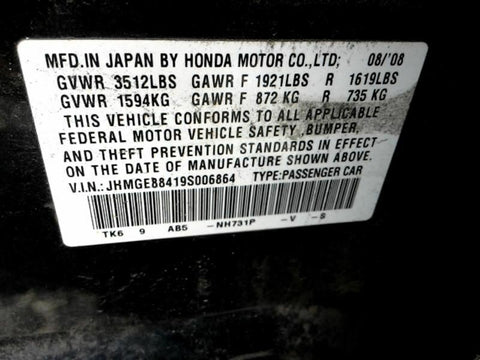 MFD.IN JAPAN BY HONDA MOTOR CO.,LTD; 08/'08
GVWR 3512LBS GAWR F 1921LBS R 1619LBS
GVWR 1594KG GAWR F 872 KG R 735 KG
THIS VEHICLE CONFORMS TO ALL APPLICABLE
FEDERAL MOTOR VEHICLE SAFETY ,BUMPER,
AND THEFT PREVENTION STANDARDS IN EFFECT
ON THE DATE OF MANUFACTURE SHOWN ABOVE.
V.I.N.: JHMGE88419S006864 TYPE:PASSENGER CAR
TK6 9 AB5 -NH731P -V -S